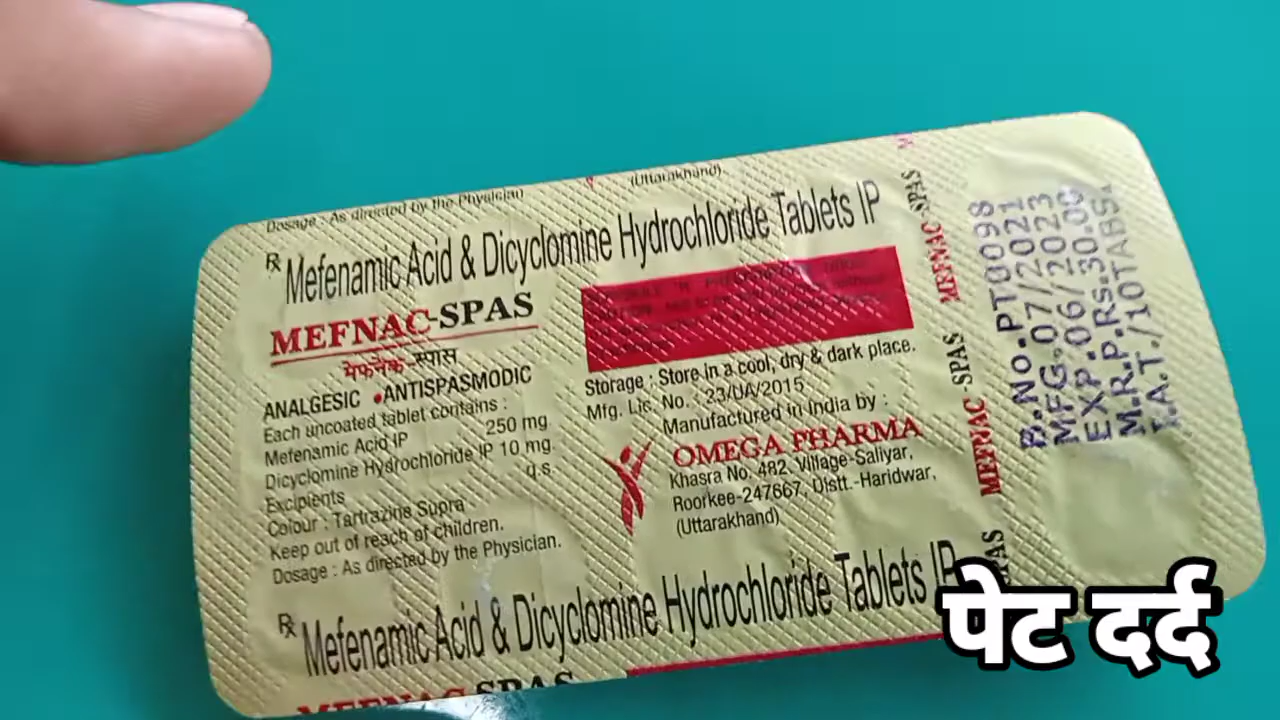 Dosage : As directed by the Physician
(Uttarakhand)
Rx Mefenamic Acid & Dicyclomine Hydrochloride Tablets IP
MEFNAC-SPAS
मेफनेक-स्पास
ANALGESIC •ANTISPASMODIC
Each uncoated tablet contains :
Mefenamic Acid IP 250 mg
Dicyclomine Hydrochloride IP 10 mg.
Excipients q.s.
Colour : Tartrazine Supra
Keep out of reach of children.
Dosage : As directed by the Physician.
Storage : Store in a cool, dry & dark place.
Mfg. Lic. No. : 23/UA/2015
Manufactured in India by :
OMEGA PHARMA
Khasra No. 482, Village-Saliyar,
Roorkee-247667, Distt.-Haridwar,
(Uttarakhand)
Rx Mefenamic Acid & Dicyclomine Hydrochloride Tablets IP
MEFNAC-SPAS
MEFNAC-SPAS
MEFNAC-SPAS
SPAS
B.No.PT0098
MFG.07/2021
EXP.06/2023
M.R.P.Rs.30.00
I.A.T./10TABS.
पेट दर्द